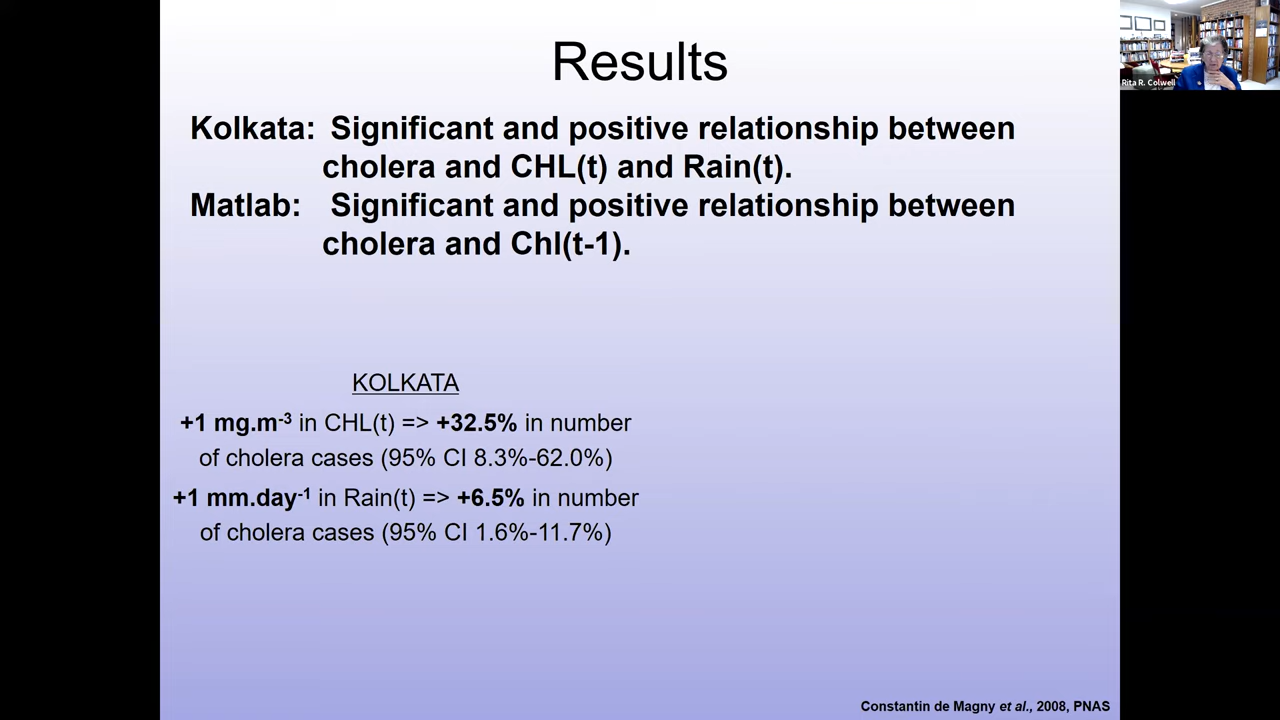 Results
Kolkata: Significant and positive relationship between
cholera and CHL(t) and Rain(t).
Matlab: Significant and positive relationship between
cholera and Chl(t-1).
KOLKATA
+1 mg.m-3 in CHL(t) => +32.5% in number
of cholera cases (95% CI 8.3%-62.0%)
+1 mm.day-1 in Rain(t) => +6.5% in number
of cholera cases (95% CI 1.6%-11.7%)
Constantin de Magny et al., 2008, PNAS
Rita R. Colwell